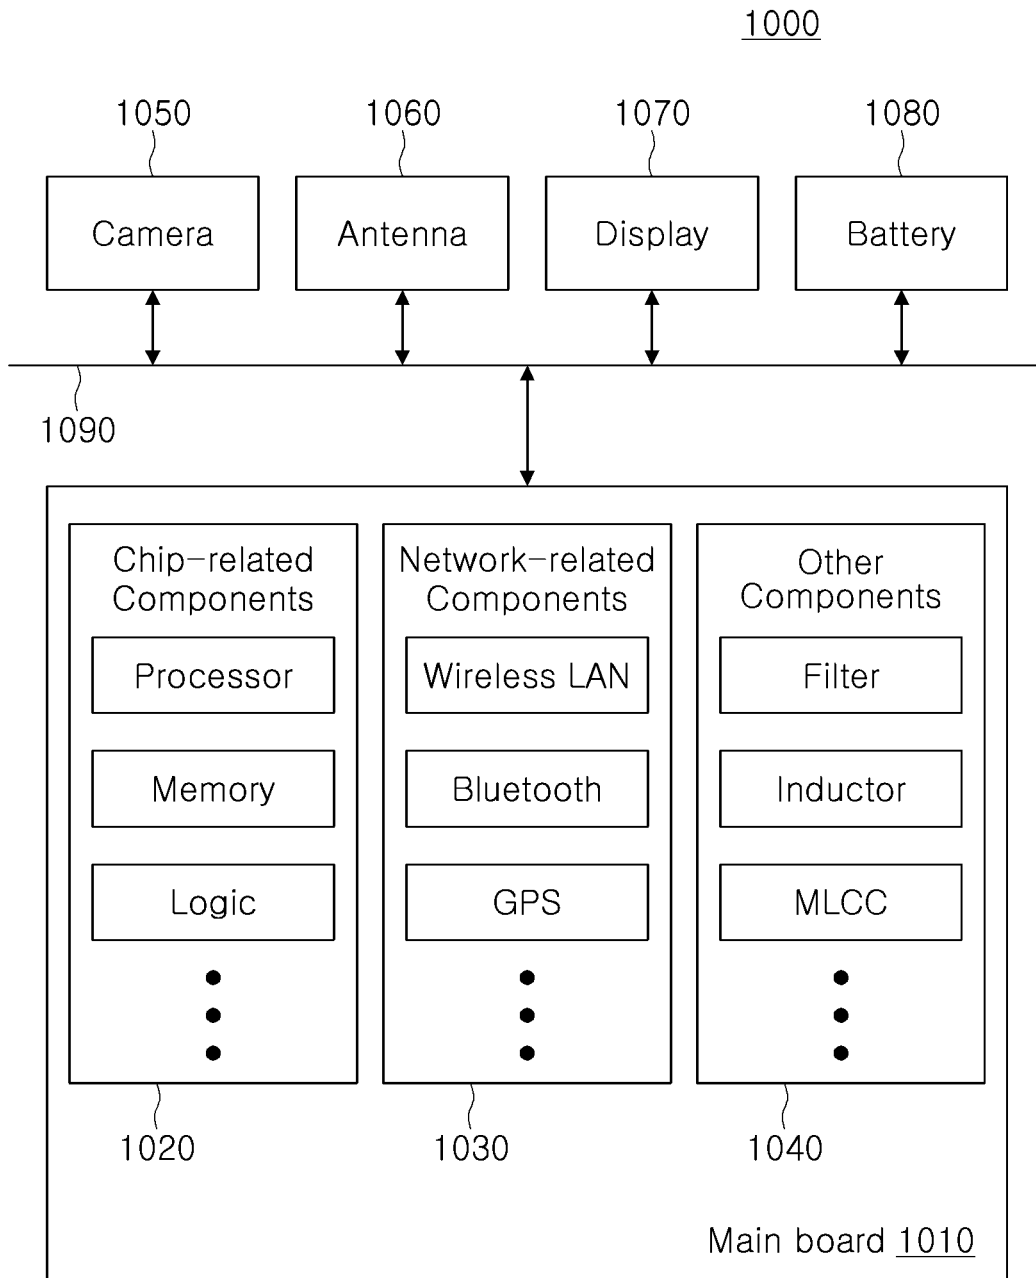 1000
1050 1060 1070 1080
Camera Antenna Display Battery
1090
Chip-related Components
Network-related Components
Other Components
Processor Wireless LAN Filter
Memory Bluetooth Inductor
Logic GPS MLCC
1020 1030 1040
Main board 1010